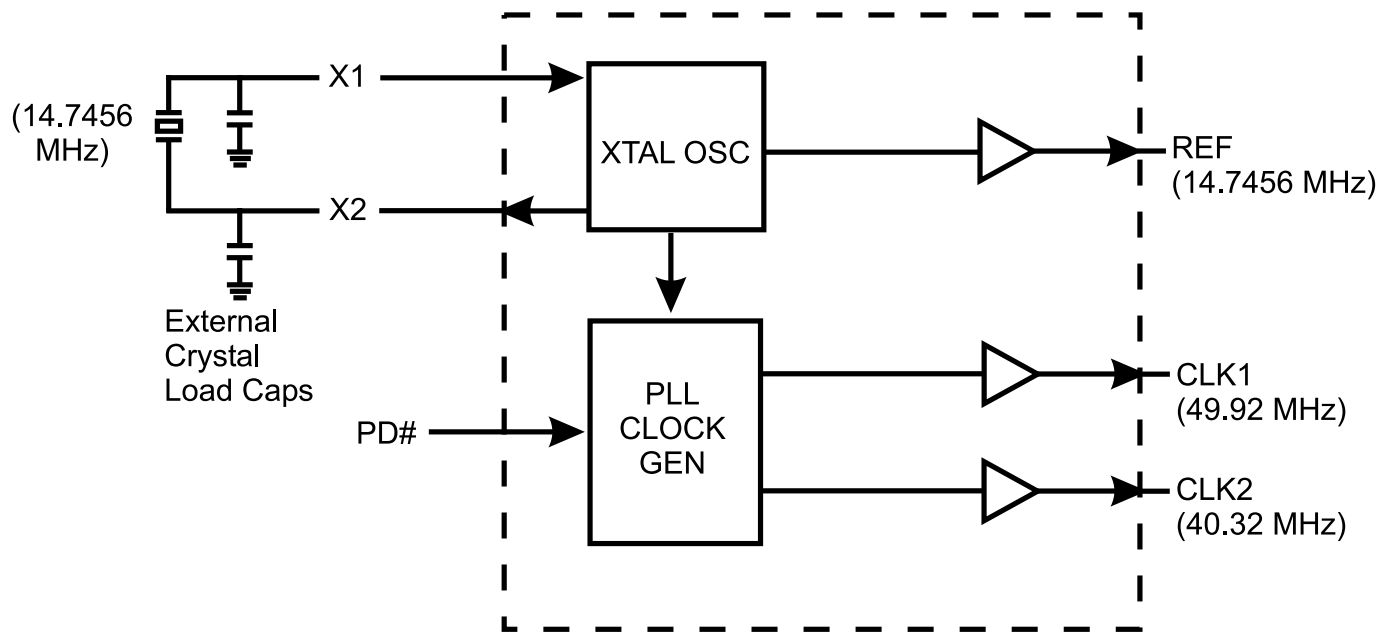 (14.7456
MHz)
X1
X2
External
Crystal
Load Caps
PD#
XTAL OSC
PLL
CLOCK
GEN
REF
(14.7456 MHz)
CLK1
(49.92 MHz)
CLK2
(40.32 MHz)